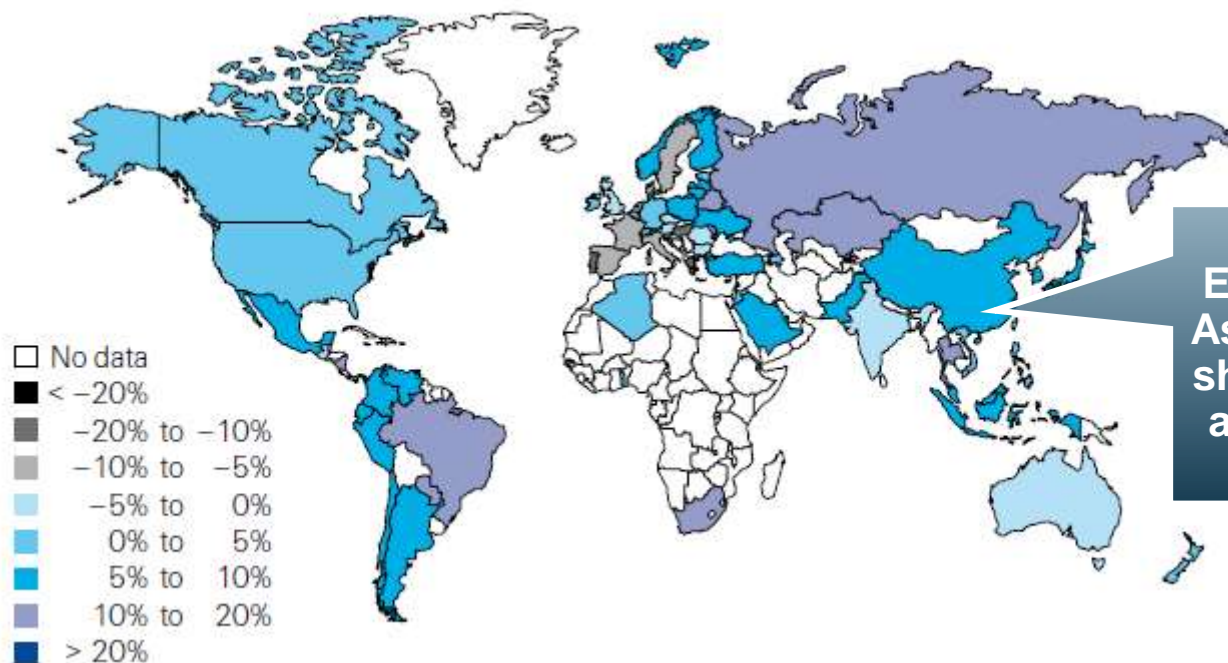 No data
< −20%
−20% to −10%
−10% to −5%
−5% to 0%
0% to 5%
5% to 10%
10% to 20%
> 20%